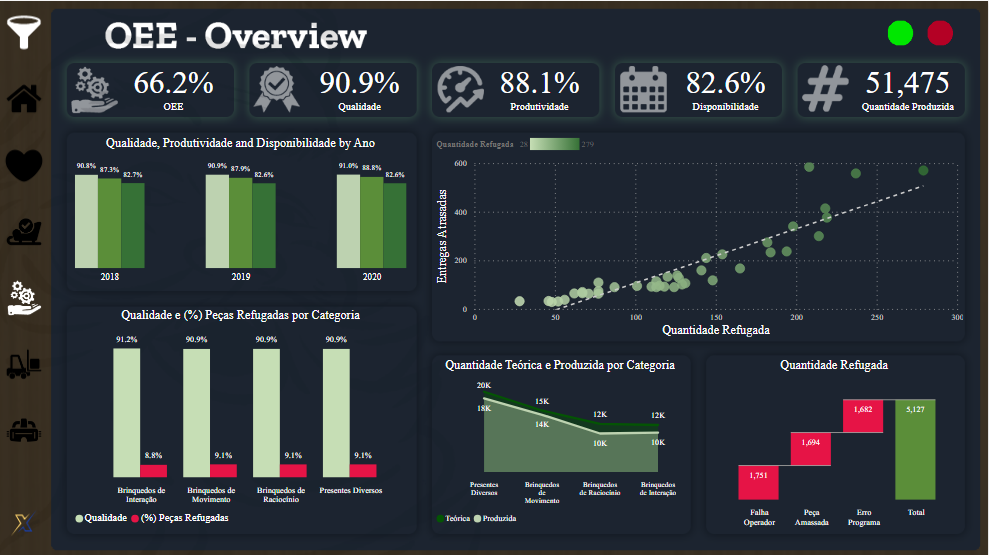 OEE - Overview
66.2%
OEE
90.9%
Qualidade
88.1%
Produtividade
82.6%
Disponibilidade
#
51,475
Quantidade Produzida
Qualidade, Produtividade and Disponibilidade by Ano
90.8%
87.3%
82.7%
90.9%
87.9%
82.6%
91.0%
88.8%
82.6%
2018
2019
2020
Quantidade Refugada 28 279
Entregas Atrasadas
600
400
200
0
0 50 100 150 200 250 300
Quantidade Refugada
Qualidade e (%) Peças Refugadas por Categoria
91.2%
8.8%
90.9%
9.1%
90.9%
9.1%
90.9%
9.1%
Brinquedos de
Interação
Brinquedos de
Movimento
Brinquedos de
Raciocínio
Presentes Diversos
Qualidade (%) Peças Refugadas
Quantidade Teórica e Produzida por Categoria
20K
18K
15K
14K
12K
10K
12K
10K
Presentes
Diversos
Brinquedos
de
Movimento
Brinquedos
de Raciocínio
Brinquedos
de Interação
Teórica Produzida
Quantidade Refugada
1,751
1,694
1,682
5,127
Falha
Operador
Peça
Amassada
Erro
Programa
Total